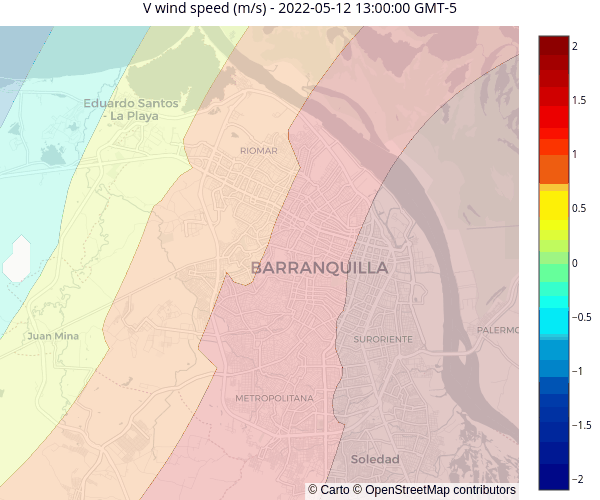 V wind speed (m/s) - 2022-05-12 13:00:00 GMT-5
2
1.5
1
0.5
0
−0.5
−1
−1.5
−2
Eduardo Santos
- La Playa
RIOMAR
BARRANQUILLA
Juan Mina
SURORIENTE
PALERMO
METROPOLITANA
Soledad
© Carto © OpenStreetMap contributors